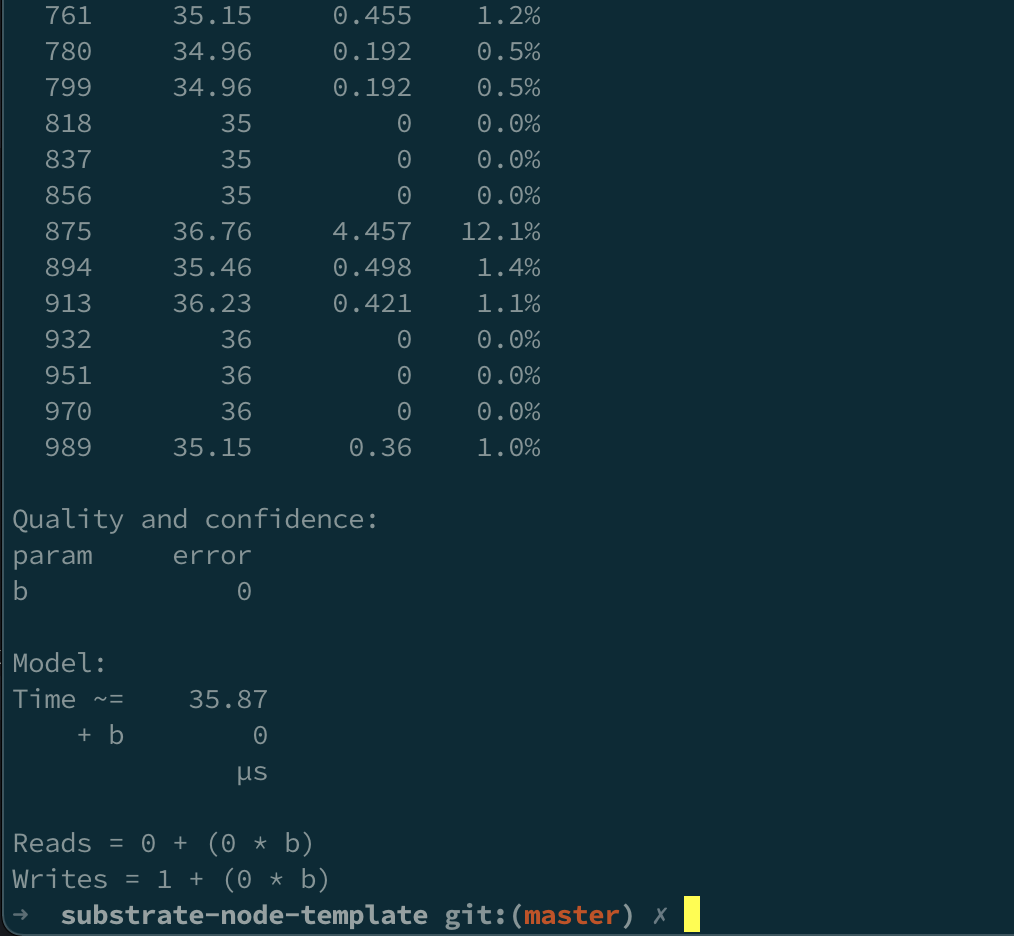 761 35.15 0.455 1.2%
780 34.96 0.192 0.5%
799 34.96 0.192 0.5%
818 35 0 0.0%
837 35 0 0.0%
856 35 0 0.0%
875 36.76 4.457 12.1%
894 35.46 0.498 1.4%
913 36.23 0.421 1.1%
932 36 0 0.0%
951 36 0 0.0%
970 36 0 0.0%
989 35.15 0.36 1.0%
Quality and confidence:
param error
b 0
Model:
Time ~= 35.87
+ b 0
µs
Reads = 0 + (0 * b)
Writes = 1 + (0 * b)
→ substrate-node-template git:(master) ✗